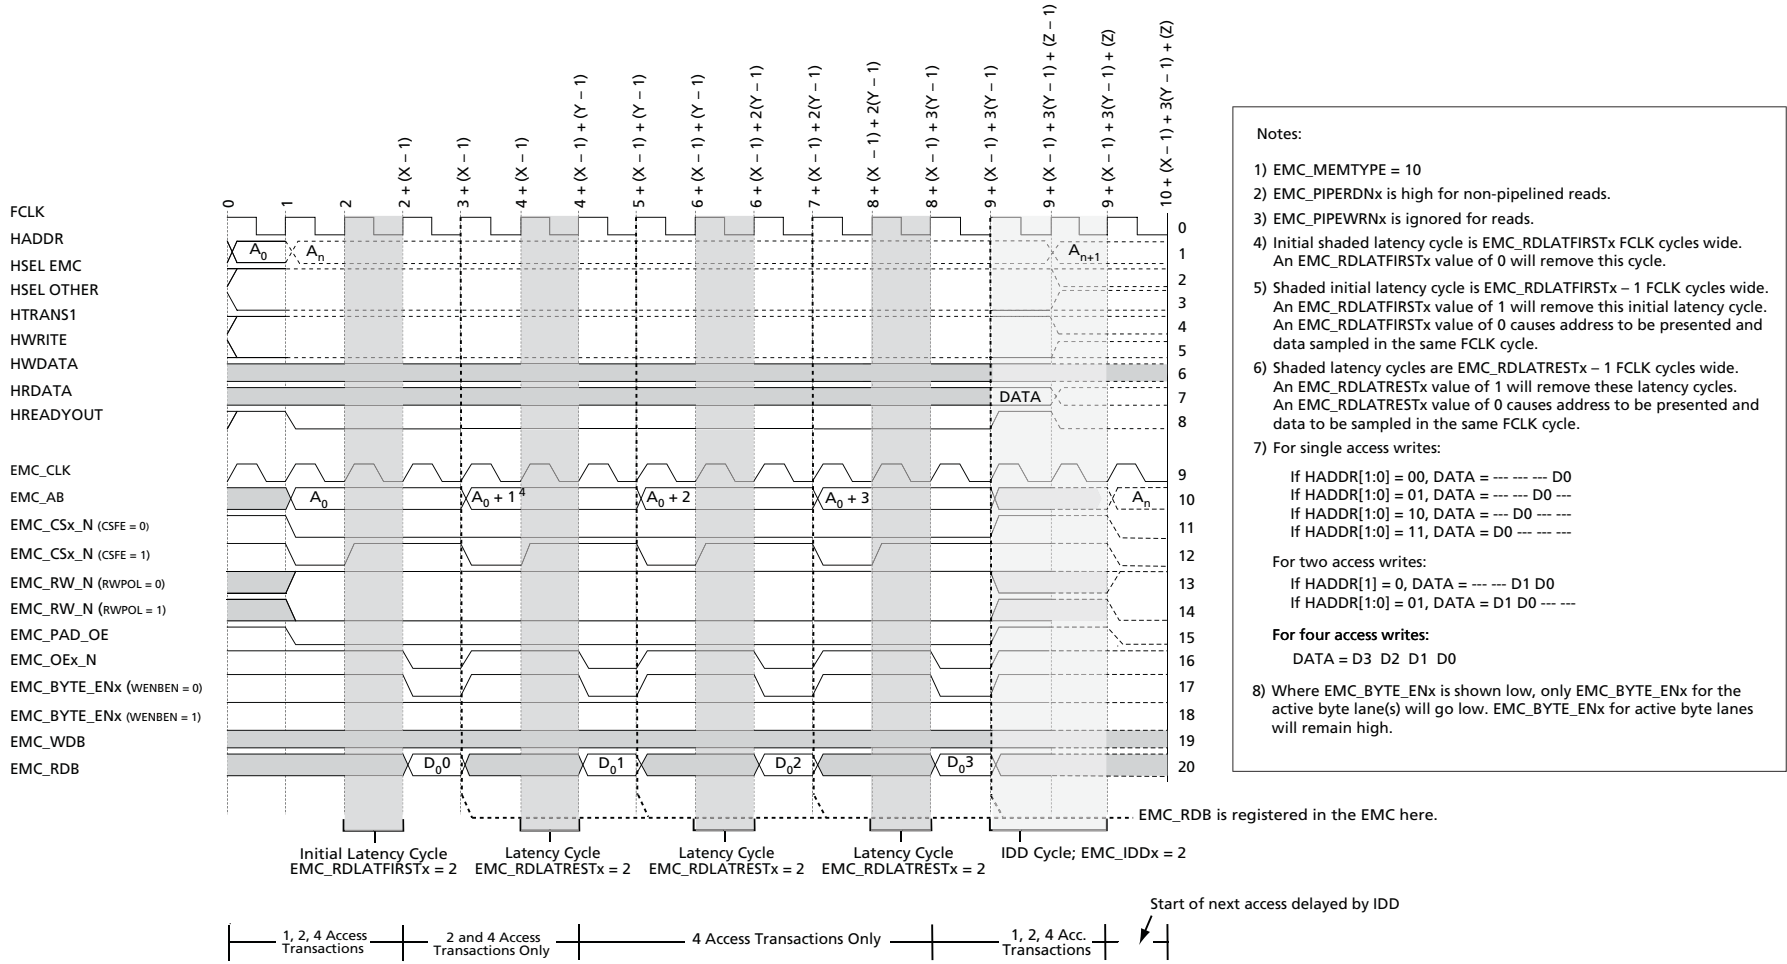 0
1
2
2 + (X – 1)
3 + (X – 1)
4 + (X – 1)
4 + (X – 1) + (Y – 1)
5 + (X – 1) + (Y – 1)
6 + (X – 1) + (Y – 1)
6 + (X – 1) + 2(Y – 1)
7 + (X – 1) + 2(Y – 1)
8 + (X – 1) + 2(Y – 1)
8 + (X – 1) + 3(Y – 1)
9 + (X – 1) + 3(Y – 1)
9 + (X – 1) + 3(Y – 1) + (Z – 1)
9 + (X – 1) + 3(Y – 1) + (Z)
10 + (X – 1) + 3(Y – 1) + (Z)
FCLK 0
HADDR A0 An An+1 1
HSEL EMC 2
HSEL OTHER 3
HTRANS1 4
HWRITE 5
HWDATA 6
HRDATA DATA 7
HREADYOUT 8
EMC_CLK 9
EMC_AB A0 A0 + 1 4 A0 + 2 A0 + 3 An 10
EMC_CSx_N (CSFE = 0) 11
EMC_CSx_N (CSFE = 1) 12
EMC_RW_N (RWPOL = 0) 13
EMC_RW_N (RWPOL = 1) 14
EMC_PAD_OE 15
EMC_OEx_N 16
EMC_BYTE_ENx (WENBEN = 0) 17
EMC_BYTE_ENx (WENBEN = 1) 18
EMC_WDB 19
EMC_RDB D00 D01 D02 D03 20
EMC_RDB is registered in the EMC here.
Initial Latency Cycle
EMC_RDLATFIRSTx = 2
Latency Cycle
EMC_RDLATRESTx = 2
Latency Cycle
EMC_RDLATRESTx = 2
Latency Cycle
EMC_RDLATRESTx = 2
IDD Cycle; EMC_IDDx = 2
Start of next access delayed by IDD
1, 2, 4 Access
Transactions
2 and 4 Access
Transactions Only
4 Access Transactions Only
1, 2, 4 Acc.
Transactions
Notes:
1) EMC_MEMTYPE = 10
2) EMC_PIPERDNx is high for non-pipelined reads.
3) EMC_PIPEWRNx is ignored for reads.
4) Initial shaded latency cycle is EMC_RDLATFIRSTx FCLK cycles wide.
An EMC_RDLATFIRSTx value of 0 will remove this cycle.
5) Shaded initial latency cycle is EMC_RDLATFIRSTx – 1 FCLK cycles wide.
An EMC_RDLATFIRSTx value of 1 will remove this initial latency cycle.
An EMC_RDLATFIRSTx value of 0 causes address to be presented and
data sampled in the same FCLK cycle.
6) Shaded latency cycles are EMC_RDLATRESTx – 1 FCLK cycles wide.
An EMC_RDLATRESTx value of 1 will remove these latency cycles.
An EMC_RDLATRESTx value of 0 causes address to be presented and
data to be sampled in the same FCLK cycle.
7) For single access writes:
If HADDR[1:0] = 00, DATA = --- --- --- D0
If HADDR[1:0] = 01, DATA = --- --- D0 ---
If HADDR[1:0] = 10, DATA = --- D0 --- ---
If HADDR[1:0] = 11, DATA = D0 --- --- ---
For two access writes:
If HADDR[1] = 0, DATA = --- --- D1 D0
If HADDR[1:0] = 01, DATA = D1 D0 --- ---
For four access writes:
DATA = D3 D2 D1 D0
8) Where EMC_BYTE_ENx is shown low, only EMC_BYTE_ENx for the
active byte lane(s) will go low. EMC_BYTE_ENx for active byte lanes
will remain high.